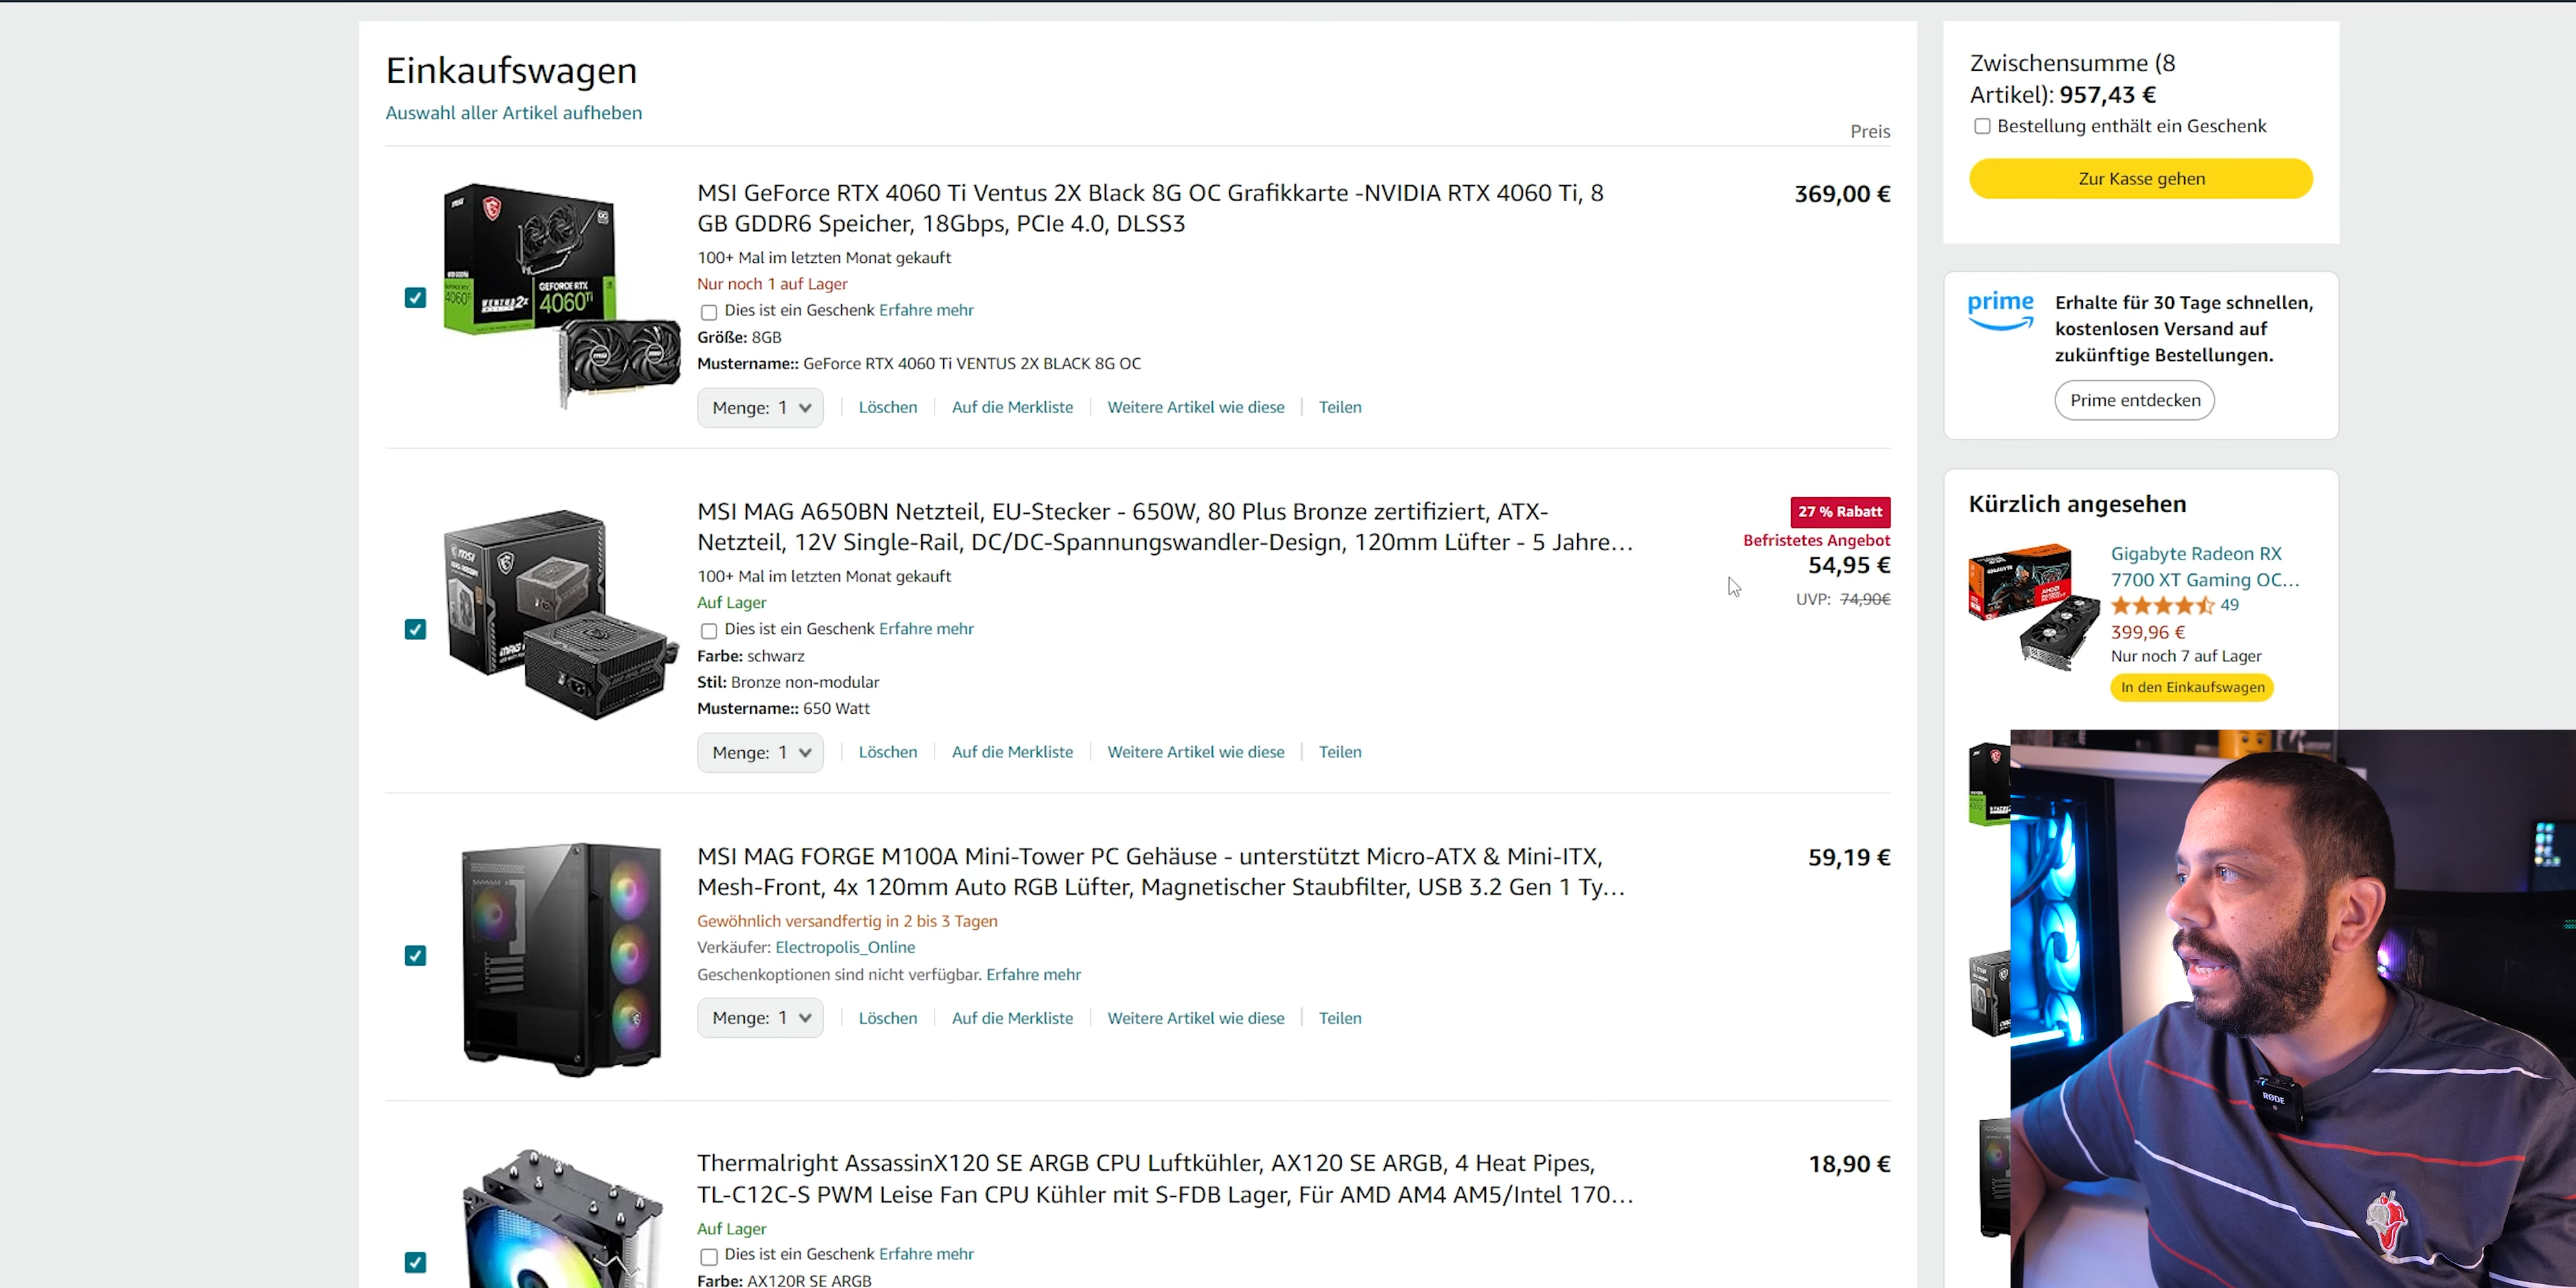 Einkaufswagen
Auswahl aller Artikel aufheben
Preis
MSI GeForce RTX 4060 Ti Ventus 2X Black 8G OC Grafikkarte -NVIDIA RTX 4060 Ti, 8
GB GDDR6 Speicher, 18Gbps, PCIe 4.0, DLSS3
369,00 €
100+ Mal im letzten Monat gekauft
Nur noch 1 auf Lager
Dies ist ein Geschenk Erfahre mehr
Größe: 8GB
Mustername:: GeForce RTX 4060 Ti VENTUS 2X BLACK 8G OC
Menge: 1
Löschen
Auf die Merkliste
Weitere Artikel wie diese
Teilen
GEFORCE RTX
4060Ti
VENTUS 2X
MSI MAG A650BN Netzteil, EU-Stecker - 650W, 80 Plus Bronze zertifiziert, ATX-
Netzteil, 12V Single-Rail, DC/DC-Spannungswandler-Design, 120mm Lüfter - 5 Jahre…
27 % Rabatt
Befristetes Angebot
54,95 €
UVP: 74,90€
100+ Mal im letzten Monat gekauft
Auf Lager
Dies ist ein Geschenk Erfahre mehr
Farbe: schwarz
Stil: Bronze non-modular
Mustername:: 650 Watt
Menge: 1
Löschen
Auf die Merkliste
Weitere Artikel wie diese
Teilen
msi
MSI MAG FORGE M100A Mini-Tower PC Gehäuse - unterstützt Micro-ATX & Mini-ITX,
Mesh-Front, 4x 120mm Auto RGB Lüfter, Magnetischer Staubfilter, USB 3.2 Gen 1 Ty…
59,19 €
Gewöhnlich versandfertig in 2 bis 3 Tagen
Verkäufer: Electropolis_Online
Geschenkoptionen sind nicht verfügbar. Erfahre mehr
Menge: 1
Löschen
Auf die Merkliste
Weitere Artikel wie diese
Teilen
Thermalright AssassinX120 SE ARGB CPU Luftkühler, AX120 SE ARGB, 4 Heat Pipes,
TL-C12C-S PWM Leise Fan CPU Kühler mit S-FDB Lager, Für AMD AM4 AM5/Intel 170…
18,90 €
Auf Lager
Dies ist ein Geschenk Erfahre mehr
Farbe: AX120R SE ARGB
Zwischensumme (8
Artikel): 957,43 €
Bestellung enthält ein Geschenk
Zur Kasse gehen
prime
Erhalte für 30 Tage schnellen,
kostenlosen Versand auf
zukünftige Bestellungen.
Prime entdecken
Kürzlich angesehen
Gigabyte Radeon RX
7700 XT Gaming OC…
49
399,96 €
Nur noch 7 auf Lager
In den Einkaufswagen
RØDE